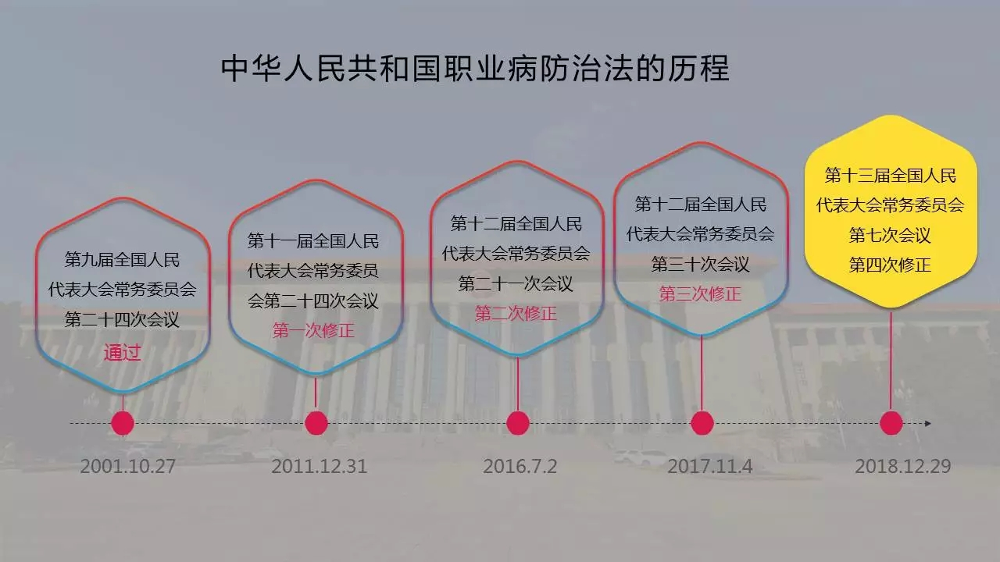 中华人民共和国职业病防治法的历程
第九届全国人民
代表大会常务委员会
第二十四次会议
通过
第十一届全国人民
代表大会常务委员
会第二十四次会议
第一次修正
第十二届全国人民
代表大会常务委员会
第二十一次会议
第二次修正
第十二届全国人民
代表大会常务委员会
第三十次会议
第三次修正
第十三届全国人民
代表大会常务委员会
第七次会议
第四次修正
2001.10.27
2011.12.31
2016.7.2
2017.11.4
2018.12.29